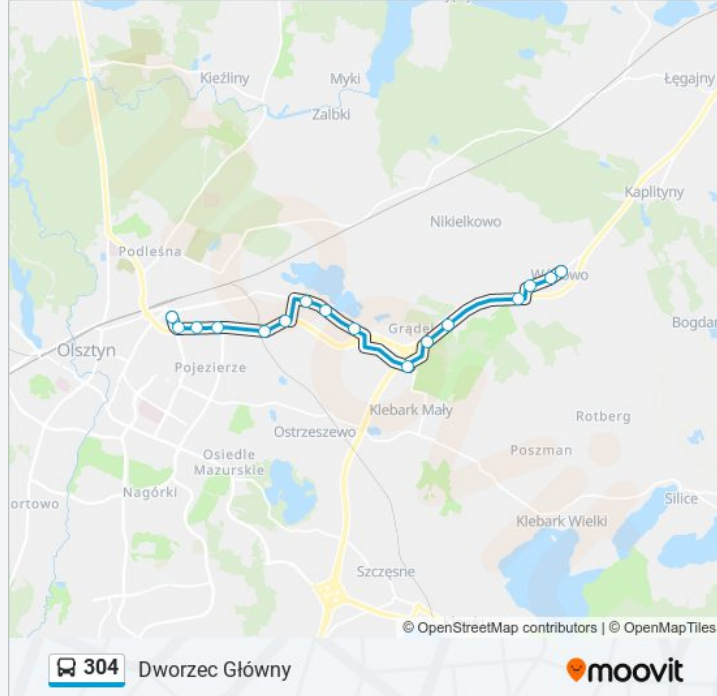 Kieźliny
Myki
Łęgajny
Zalbki
Kaplityny
Nikielkowo
Podleśna
Wójtowo
Gradek
Bogdan
Olsztyn
Pojezierze
Klebark Mały
Rotberg
Ostrzeszewo
Osiedle
Mazurskie
Poszman
Nagórki
ortowo
Silice
Klebark Wielki
Szczęsne
© OpenStreetMap contributors | © OpenMapTiles
304 Dworzec Główny
moovit